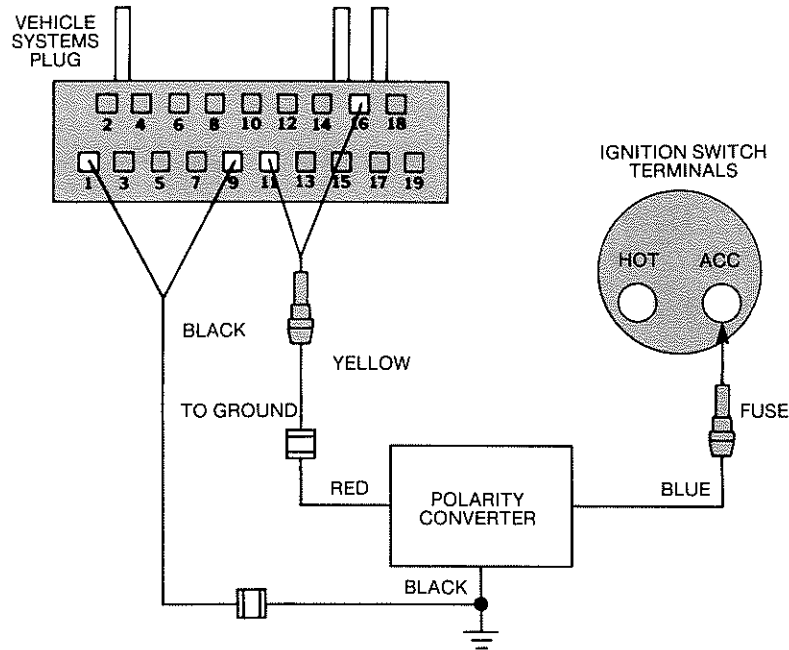 VEHICLE
SYSTEMS
PLUG
2 4 6 8 10 12 14 16 18
1 3 5 7 9 11 13 15 17 19
IGNITION SWITCH
TERMINALS
HOT ACC
BLACK
YELLOW
TO GROUND
FUSE
RED
POLARITY
CONVERTER
BLUE
BLACK